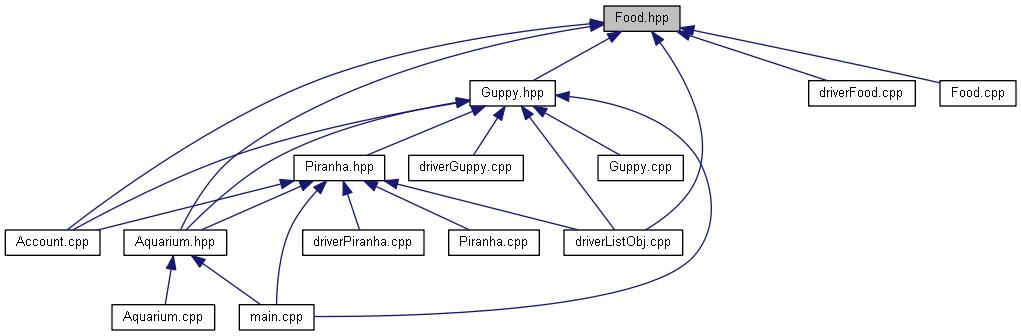 Food.hpp
Guppy.hpp
driverFood.cpp
Food.cpp
Piranha.hpp
driverGuppy.cpp
Guppy.cpp
Account.cpp
Aquarium.hpp
driverPiranha.cpp
Piranha.cpp
driverListObj.cpp
Aquarium.cpp
main.cpp